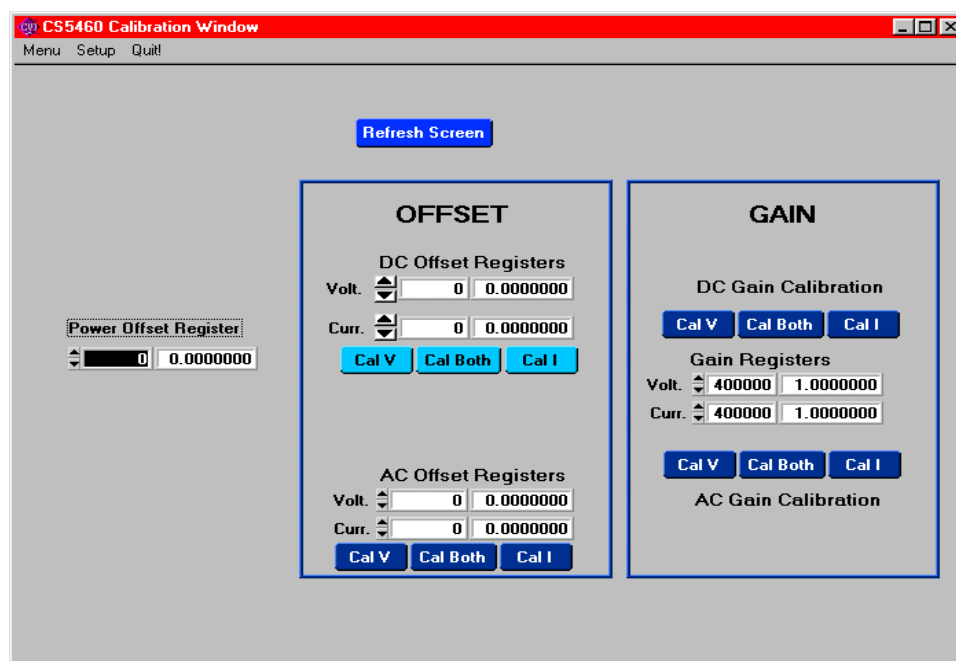 CS5460 Calibration Window
Menu Setup Quit!
Refresh Screen
Power Offset Register
0 0.0000000
OFFSET
DC Offset Registers
Volt. 0 0.0000000
Curr. 0 0.0000000
Cal V Cal Both Cal I
AC Offset Registers
Volt. 0 0.0000000
Curr. 0 0.0000000
Cal V Cal Both Cal I
GAIN
DC Gain Calibration
Cal V Cal Both Cal I
Gain Registers
Volt. 400000 1.0000000
Curr. 400000 1.0000000
Cal V Cal Both Cal I
AC Gain Calibration